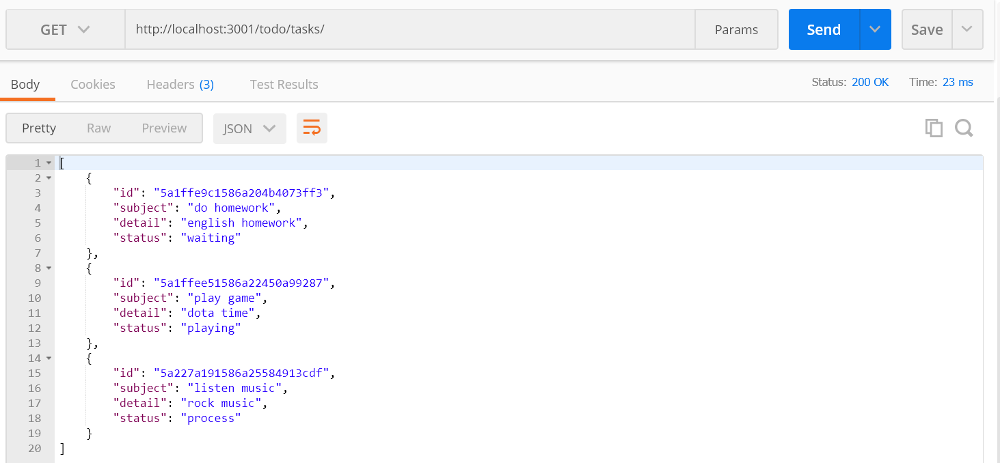 GET http://localhost:3001/todo/tasks/ Params Send Save
Body Cookies Headers (3) Test Results Status: 200 OK Time: 23 ms
Pretty Raw Preview JSON
1 [
2 {
3 "id": "5a1ffe9c1586a204b4073ff3",
4 "subject": "do homework",
5 "detail": "english homework",
6 "status": "waiting"
7 },
8 {
9 "id": "5a1ffee51586a22450a99287",
10 "subject": "play game",
11 "detail": "dota time",
12 "status": "playing"
13 },
14 {
15 "id": "5a227a191586a25584913cdf",
16 "subject": "listen music",
17 "detail": "rock music",
18 "status": "process"
19 }
20 ]